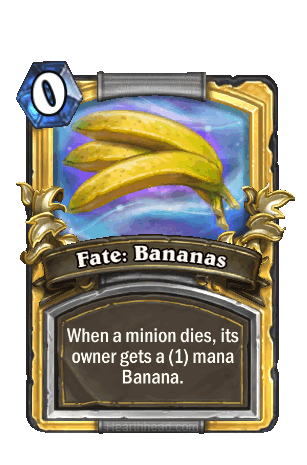 0
Fate: Bananas
When a minion dies, its
owner gets a (1) mana
Banana.